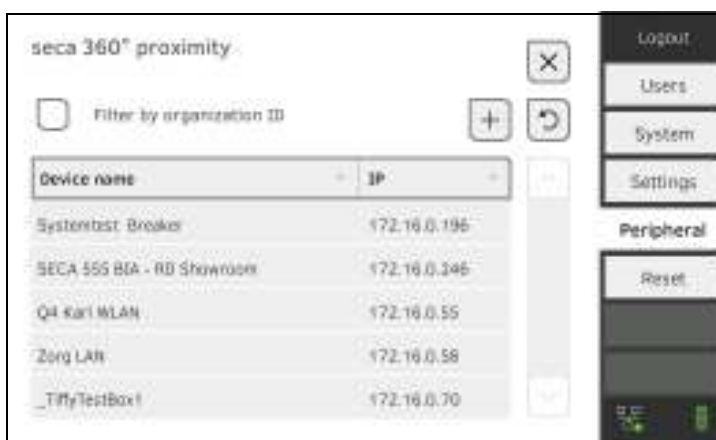 seca 360° proximity
Filter by organization ID
Device name IP
Systemtest Breaker 172.16.0.196
SECA 555 BIA - RD Showroom 172.16.0.246
Q4 Karl WLAN 172.16.0.55
Zorg LAN 172.16.0.58
_TiffyTestBox1 172.16.0.70
Logout
Users
System
Settings
Peripheral
Reset